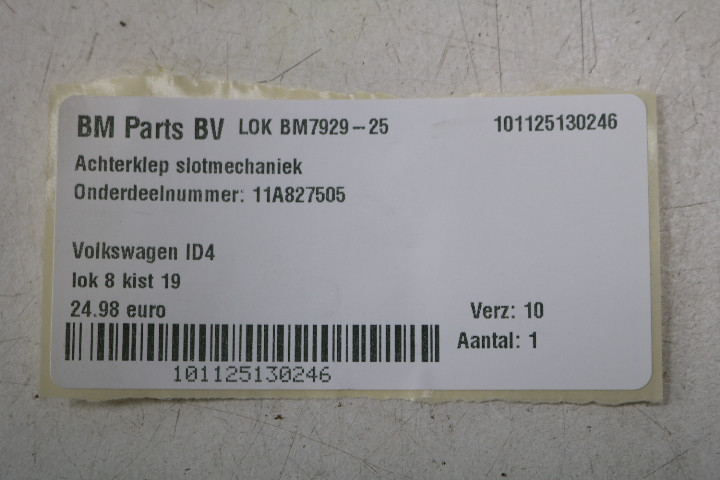 BM Parts BV LOK BM7929-25 101125130246
Achterklep slotmechaniek
Onderdeelnummer: 11A827505
Volkswagen ID4
lok 8 kist 19
24.98 euro Verz: 10
Aantal: 1
101125130246